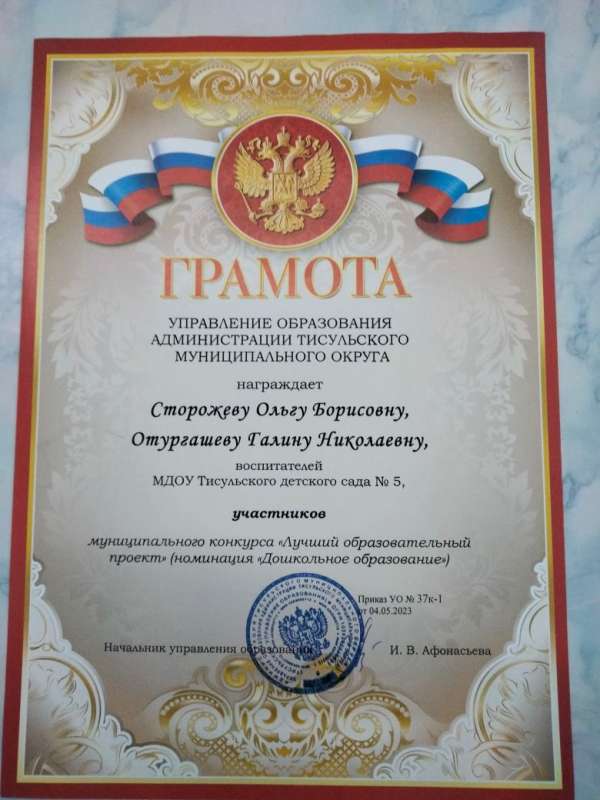 ГРАМОТА
УПРАВЛЕНИЕ ОБРАЗОВАНИЯ
АДМИНИСТРАЦИИ ТИСУЛЬСКОГО
МУНИЦИПАЛЬНОГО ОКРУГА
награждает
Сторожеву Ольгу Борисовну,
Отургашеву Галину Николаевну,
воспитателей
МДОУ Тисульского детского сада № 5,
участников
муниципального конкурса «Лучший образовательный
проект» (номинация «Дошкольное образование»)
Приказ УО № 37к-1
от 04.05.2023
Начальник управления образования
И. В. Афонасьева